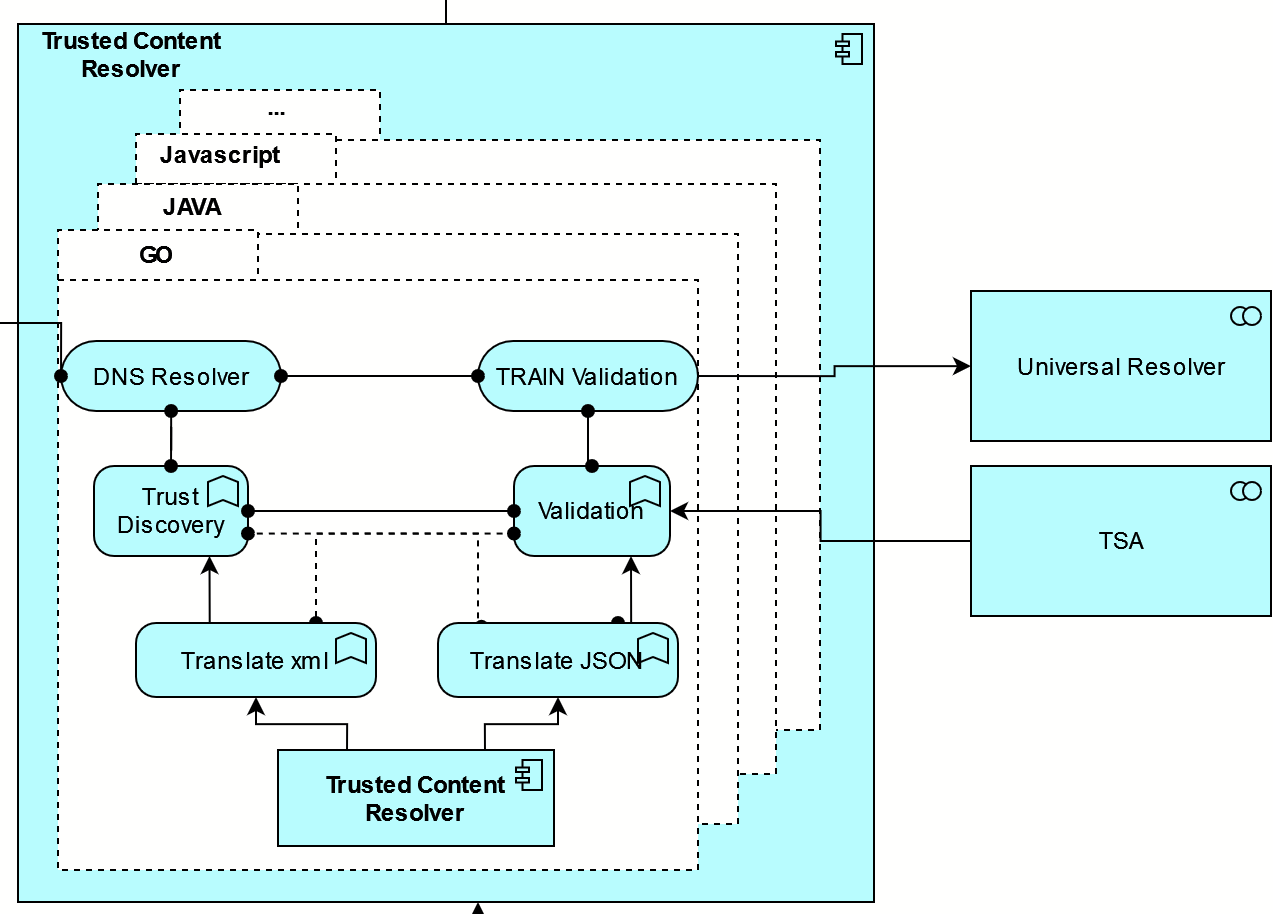 Trusted Content
Resolver
...
Javascript
JAVA
GO
DNS Resolver
TRAIN Validation
Universal Resolver
Trust
Discovery
Validation
TSA
Translate xml
Translate JSON
Trusted Content
Resolver